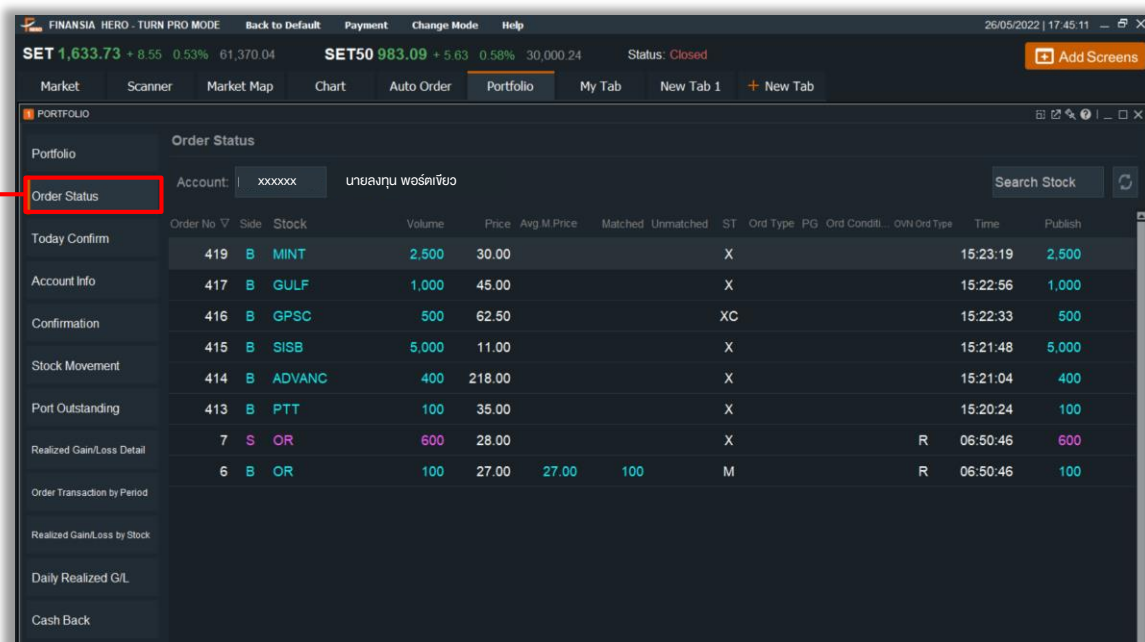 FINANSIA HERO - TURN PRO MODE Back to Default Payment Change Mode Help 26/05/2022 | 17:45:11
SET 1,633.73 + 8.55 0.53% 61,370.04 SET50 983.09 + 5.63 0.58% 30,000.24 Status: Closed Add Screens
Market Scanner Market Map Chart Auto Order Portfolio My Tab New Tab 1 + New Tab
1 PORTFOLIO
Portfolio
Order Status
Today Confirm
Account Info
Confirmation
Stock Movement
Port Outstanding
Realized Gain/Loss Detail
Order Transaction by Period
Realized Gain/Loss by Stock
Daily Realized G/L
Cash Back
Order Status
Account: xxxxxx นายลงทุน พอร์ตเขียว Search Stock
Order No Side Stock Volume Price Avg.M.Price Matched Unmatched ST Ord Type PG Ord Conditi... OVN Ord Type Time Publish
419 B MINT 2,500 30.00 X 15:23:19 2,500
417 B GULF 1,000 45.00 X 15:22:56 1,000
416 B GPSC 500 62.50 XC 15:22:33 500
415 B SISB 5,000 11.00 X 15:21:48 5,000
414 B ADVANC 400 218.00 X 15:21:04 400
413 B PTT 100 35.00 X 15:20:24 100
7 S OR 600 28.00 X R 06:50:46 600
6 B OR 100 27.00 27.00 100 M R 06:50:46 100